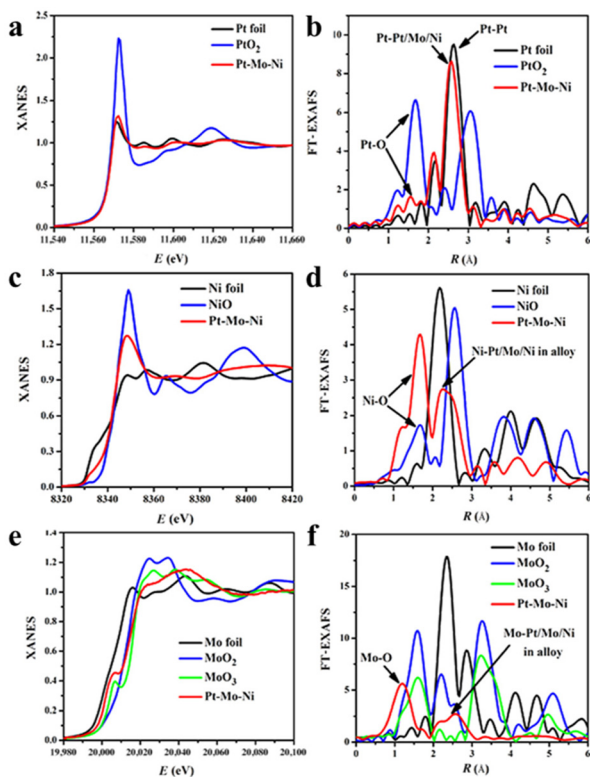 a
Pt foil
PtO2
Pt-Mo-Ni
XANES
2.5
2.0
1.5
1.0
0.5
0.0
11,540 11,560 11,580 11,600 11,620 11,640 11,660
E (eV)
b
Pt-Pt/Mo/Ni
Pt-Pt
Pt foil
PtO2
Pt-Mo-Ni
Pt-O
FT-EXAFS
10
8
6
4
2
0
0 1 2 3 4 5 6
R (Å)
c
Ni foil
NiO
Pt-Mo-Ni
XANES
1.8
1.5
1.2
0.9
0.6
0.3
0.0
8320 8340 8360 8380 8400 8420
E (eV)
d
Ni foil
NiO
Pt-Mo-Ni
Ni-Pt/Mo/Ni in alloy
Ni-O
FT-EXAFS
6
5
4
3
2
1
0
0 1 2 3 4 5 6
R (Å)
e
Mo foil
MoO2
MoO3
Pt-Mo-Ni
XANES
1.4
1.2
1.0
0.8
0.6
0.4
0.2
0.0
19,980 20,000 20,020 20,040 20,060 20,080 20,100
E (eV)
f
Mo foil
MoO2
MoO3
Pt-Mo-Ni
Mo-O
Mo-Pt/Mo/Ni
in alloy
FT-EXAFS
20
15
10
5
0
0 1 2 3 4 5 6
R (Å)